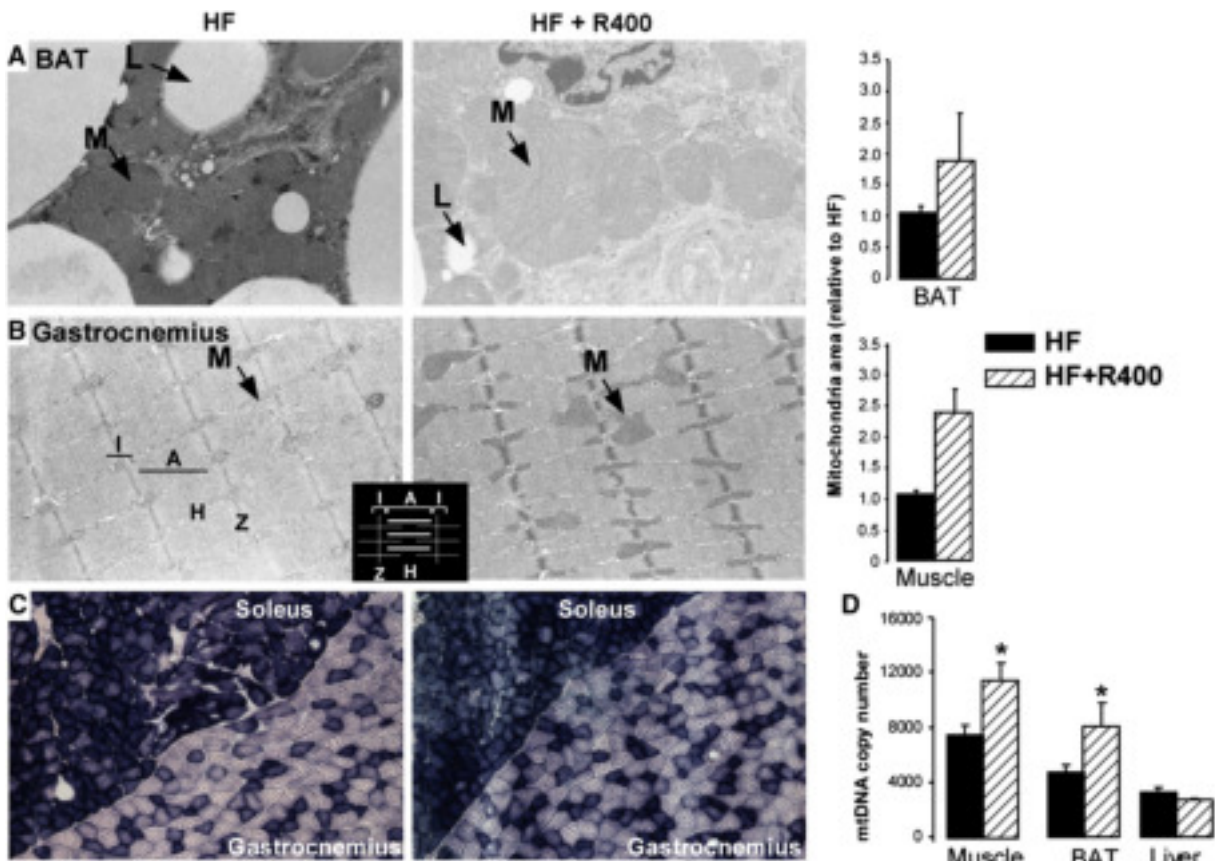 HF
HF + R400
A BAT
L
M
M
L
Mitochondria area (relative to HF)
3.5
3.0
2.5
2.0
1.5
1.0
0.5
0
BAT
B Gastrocnemius
M
M
I
A
H
Z
I A I
Z H
3.5
3.0
2.5
2.0
1.5
1.0
0.5
0
Muscle
HF
HF+R400
C
Soleus
Gastrocnemius
Soleus
Gastrocnemius
D
mtDNA copy number
16000
12000
8000
4000
0
*
*
Muscle
BAT
Liver